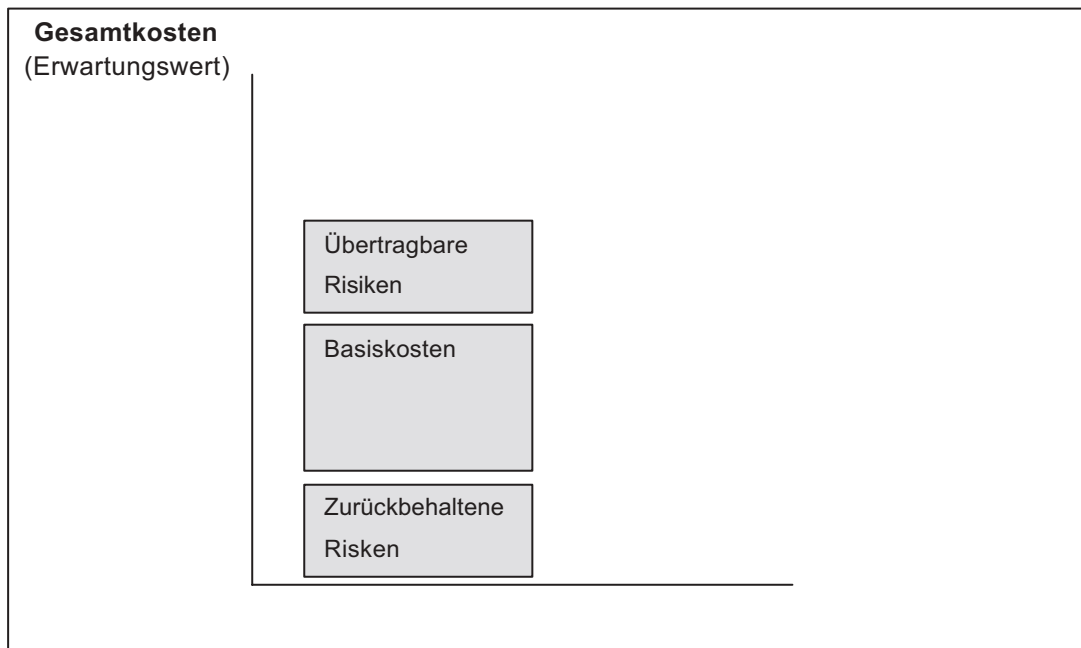 Gesamtkosten
(Erwartungswert)
Übertragbare
Risiken
Basiskosten
Zurückbehaltene
Risken